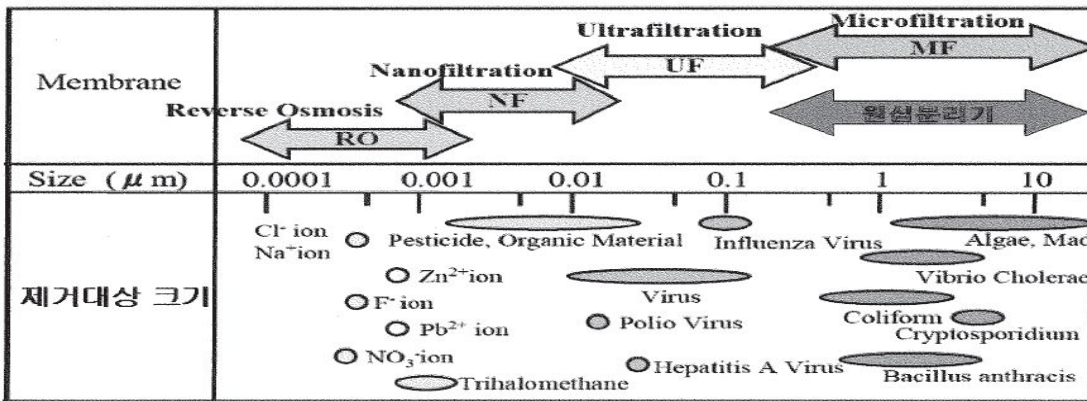 Microfiltration
Ultrafiltration
MF
Membrane
Nanofiltration
UF
NF
원심분리기
Reverse Osmosis
RO
Size (μm) 0.0001 0.001 0.01 0.1 1 10
제거대상 크기
Cl⁻ ion
Na⁺ion
Pesticide, Organic Material
Influenza Virus
Algae, Mad
Zn²⁺ion
Virus
Vibrio Cholerac
F⁻ ion
Pb²⁺ ion
Polio Virus
Coliform
Cryptosporidium
NO₃⁻ion
Hepatitis A Virus
Bacillus anthracis
Trihalomethane